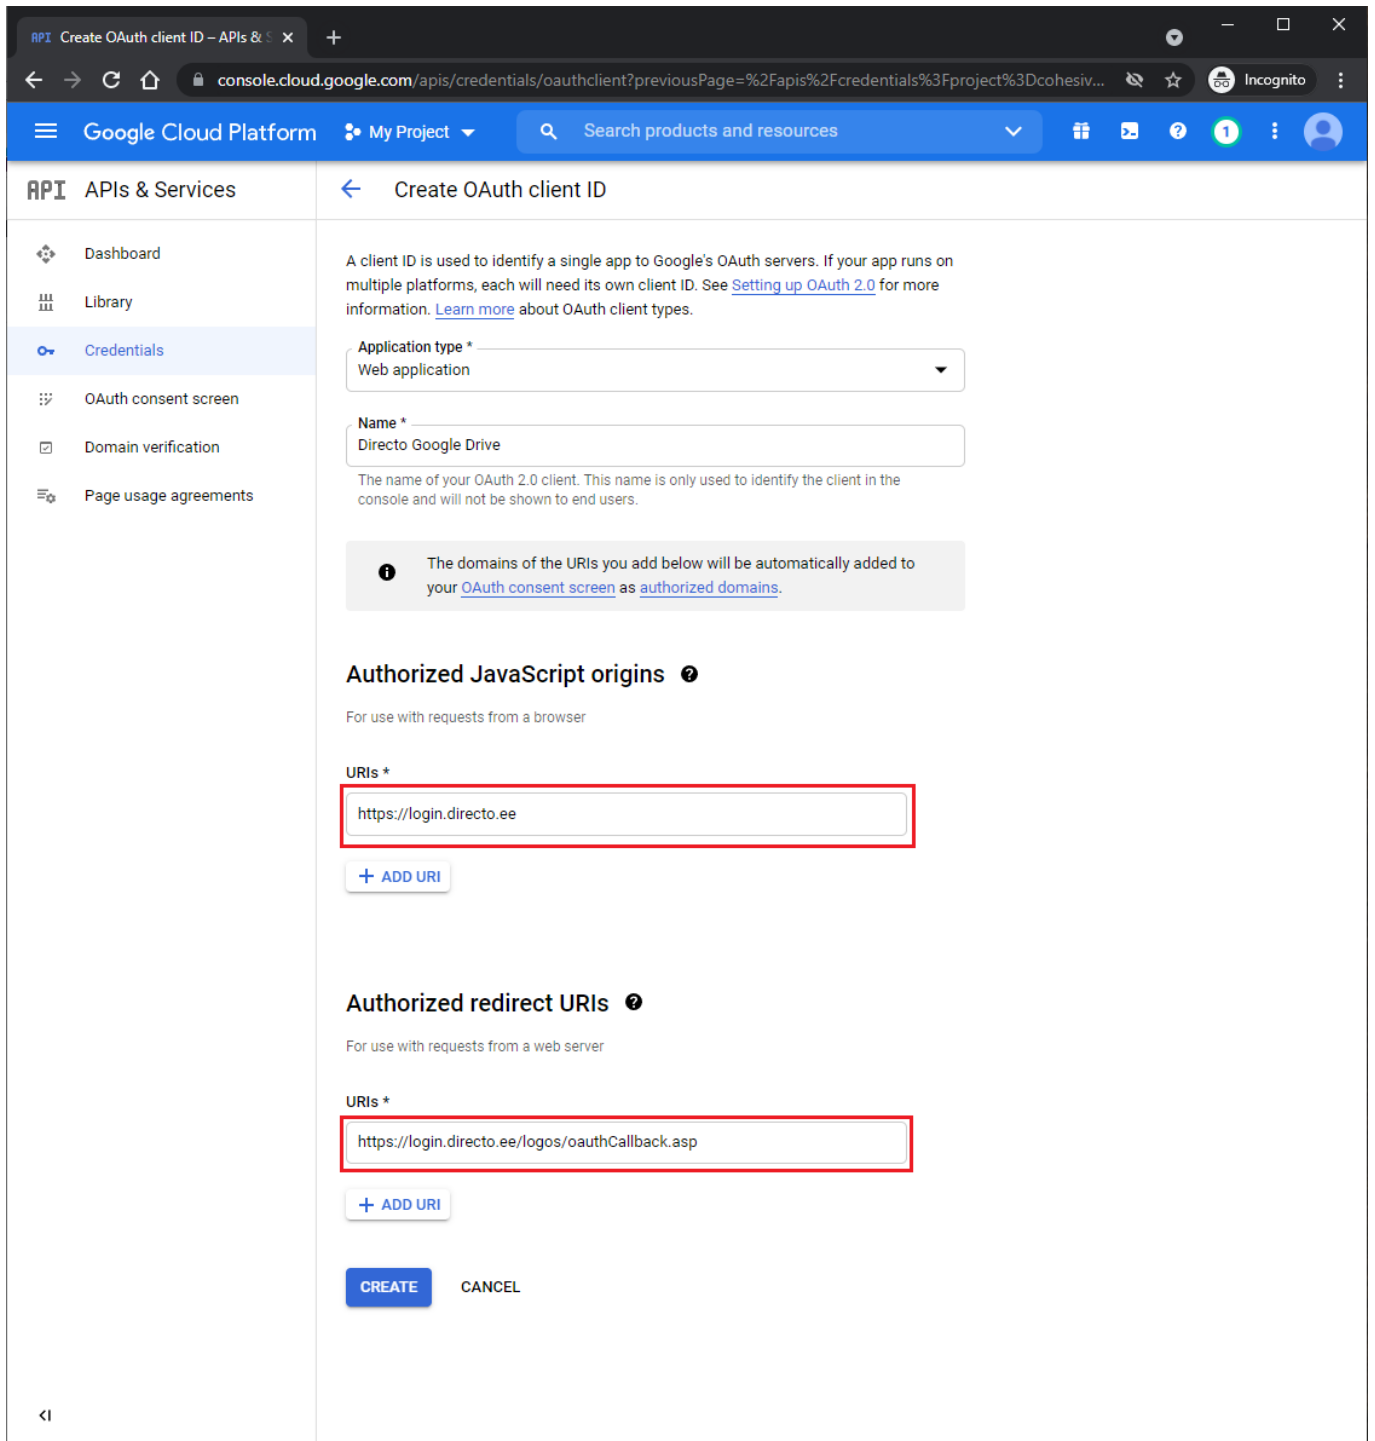 API Create OAuth client ID – APIs & S
console.cloud.google.com/apis/credentials/oauthclient?previousPage=%2Fapis%2Fcredentials%3Fproject%3Dcohesiv...
Incognito
Google Cloud Platform
My Project
Search products and resources
1
API APIs & Services
Create OAuth client ID
Dashboard
Library
Credentials
OAuth consent screen
Domain verification
Page usage agreements
A client ID is used to identify a single app to Google's OAuth servers. If your app runs on
multiple platforms, each will need its own client ID. See Setting up OAuth 2.0 for more
information. Learn more about OAuth client types.
Application type *
Web application
Name *
Directo Google Drive
The name of your OAuth 2.0 client. This name is only used to identify the client in the
console and will not be shown to end users.
The domains of the URIs you add below will be automatically added to
your OAuth consent screen as authorized domains.
Authorized JavaScript origins
For use with requests from a browser
URIs *
https://login.directo.ee
+ ADD URI
Authorized redirect URIs
For use with requests from a web server
URIs *
https://login.directo.ee/logos/oauthCallback.asp
+ ADD URI
CREATE
CANCEL